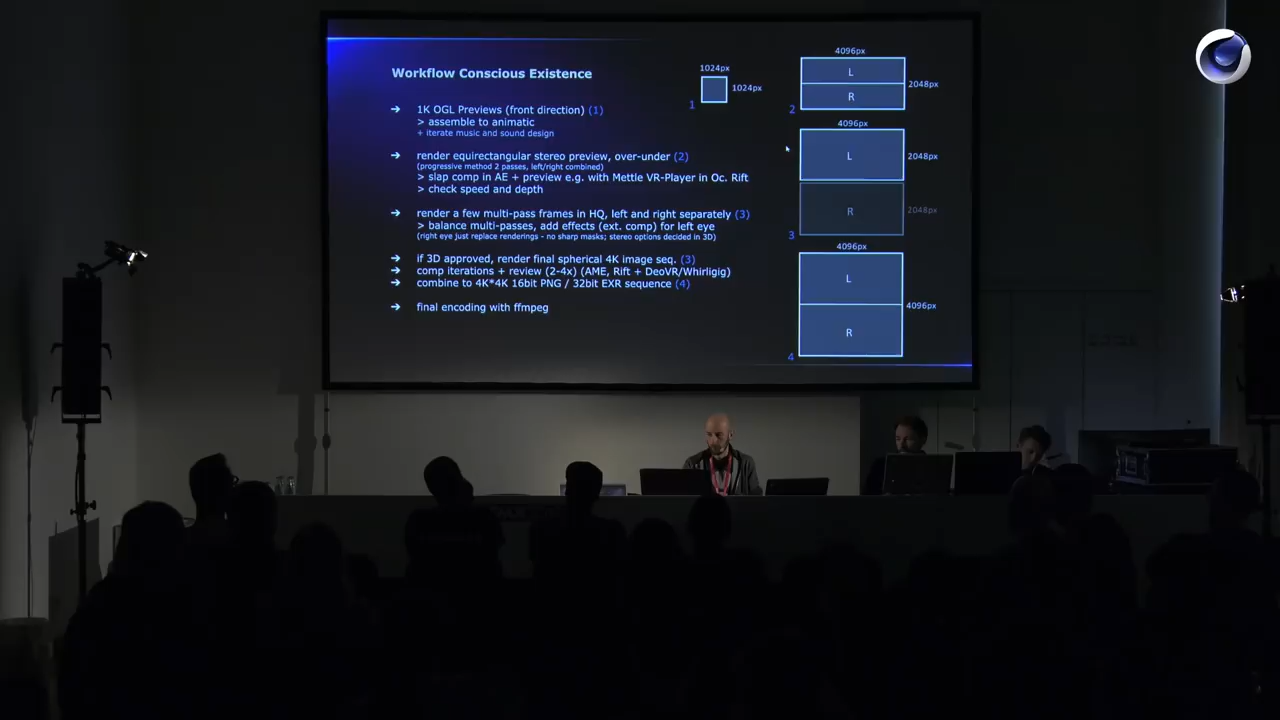 Workflow Conscious Existence
→ 1K OGL Previews (front direction) (1)
> assemble to animatic
+ iterate music and sound design
→ render equirectangular stereo preview, over-under (2)
(progressive method 2 passes, left/right combined)
> slap comp in AE + preview e.g. with Mettle VR-Player in Oc. Rift
> check speed and depth
→ render a few multi-pass frames in HQ, left and right separately (3)
> balance multi-passes, add effects (ext. comp) for left eye
(right eye just replace renderings - no sharp masks; stereo options decided in 3D)
→ if 3D approved, render final spherical 4K image seq. (3)
→ comp iterations + review (2-4x) (AME, Rift + DeoVR/Whirligig)
→ combine to 4K*4K 16bit PNG / 32bit EXR sequence (4)
→ final encoding with ffmpeg
1024px
1024px
1
4096px
L
2048px
R
2
4096px
L
2048px
R
2048px
3
4096px
L
4096px
R
4